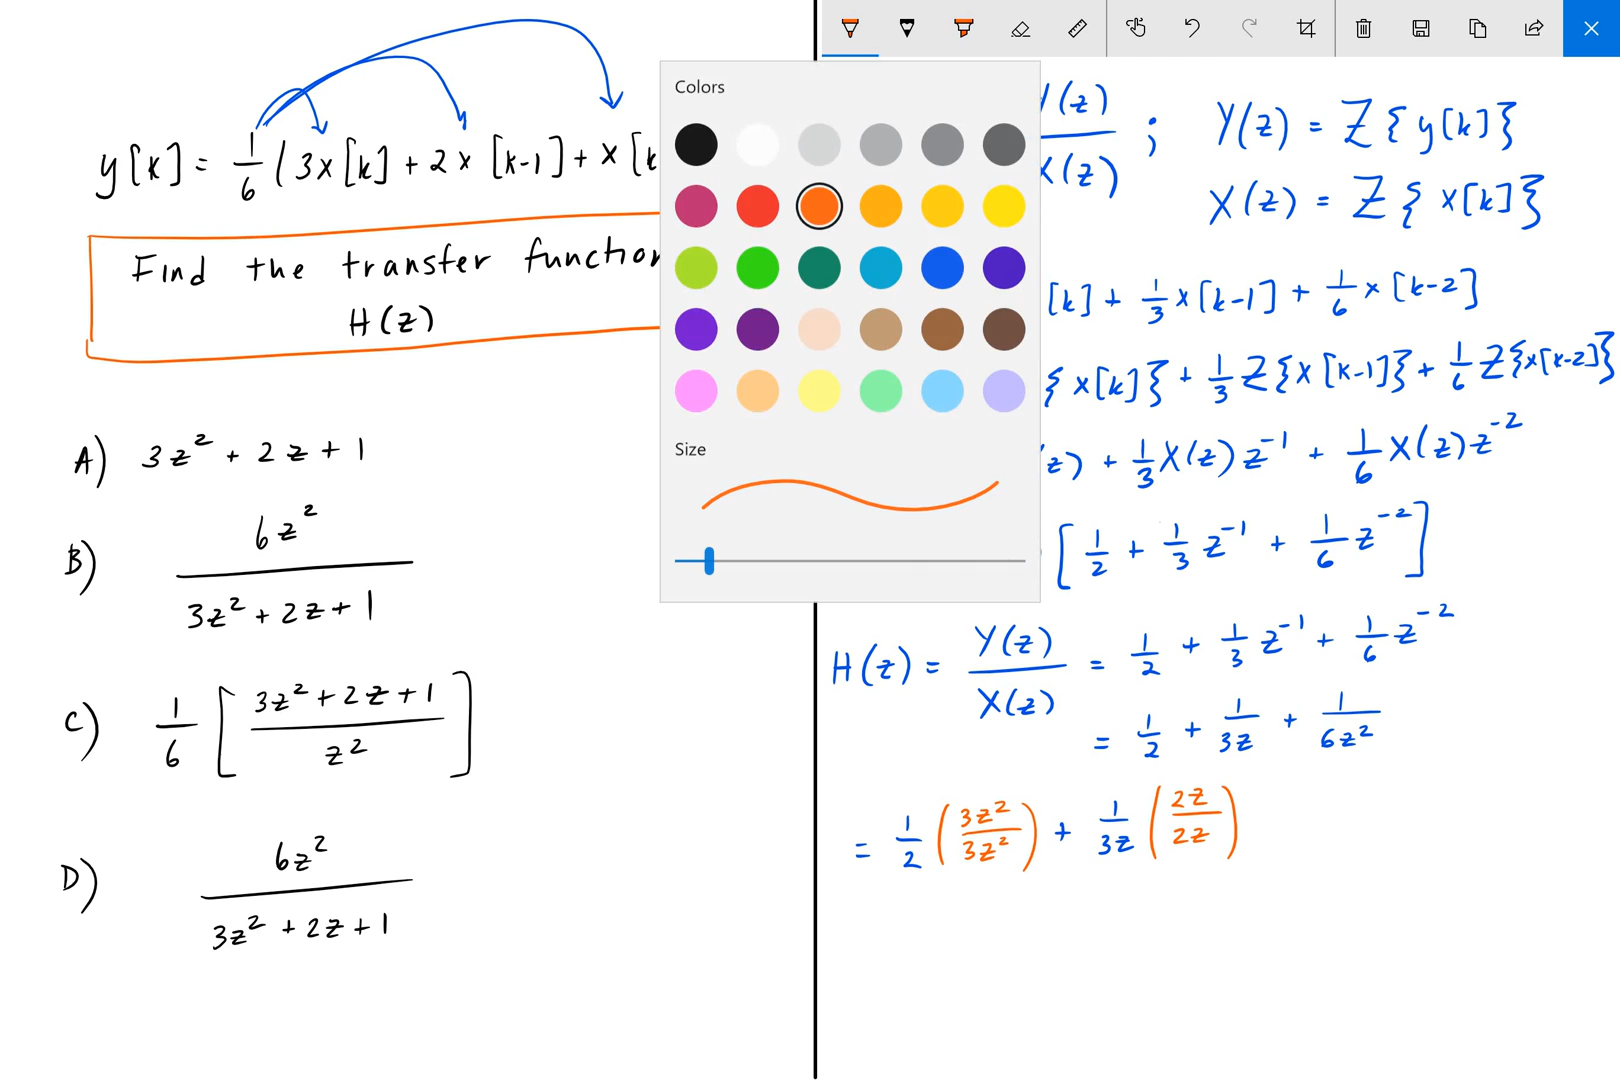 y[k] = 1/6 (3x[k] + 2x[k-1] + x[k
Find the transfer function
H(z)
A) 3z² + 2z + 1
B) 6z² / 3z² + 2z + 1
C) 1/6 [3z² + 2z + 1 / z²]
D) 6z² / 3z² + 2z + 1
Colors
Size
Y(z) / X(z) ; Y(z) = Z{y[k]}
X(z) = Z{x[k]}
[k] + 1/3 x[k-1] + 1/6 x[k-2]
{x[k]} + 1/3 Z{x[k-1]} + 1/6 Z{x[k-2]}
(z) + 1/3 X(z) z⁻¹ + 1/6 X(z) z⁻²
[1/2 + 1/3 z⁻¹ + 1/6 z⁻²]
H(z) = Y(z) / X(z) = 1/2 + 1/3 z⁻¹ + 1/6 z⁻²
= 1/2 + 1/3z + 1/6z²
= 1/2 (3z²/3z²) + 1/3z (2z/2z)